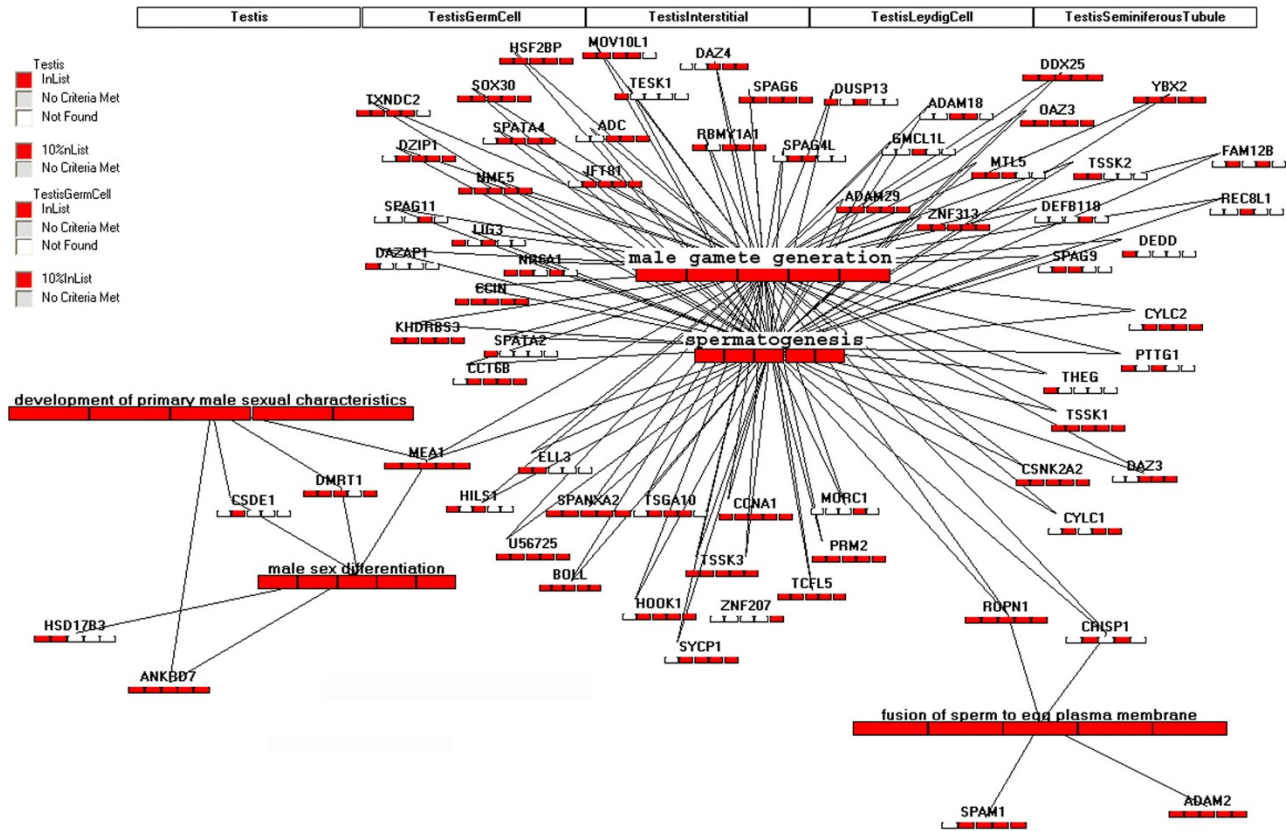 Testis
TestisGermCell
TestisInterstitial
TestisLeydigCell
TestisSeminiferousTubule
Testis
InList
No Criteria Met
Not Found
10%InList
No Criteria Met
TestisGermCell
InList
No Criteria Met
Not Found
10%InList
No Criteria Met
HSF2BP
MOV10L1
DAZ4
DDX25
SOX30
TESK1
SPAG6
DUSP13
YBX2
TXNDC2
ADAM18
OAZ3
SPATA4
ADC
RBMY1A1
SPAG4L
GMCL1L
DZIP1
IFT81
MTL5
TSSK2
FAM12B
NME5
ADAM29
SPAG11
ZNF313
DEFB118
REC8L1
LIG3
DAZAP1
NR6A1
male gamete generation
SPAG9
DEDD
CCIN
KHDRBS3
SPATA2
spermatogenesis
CYLC2
CCT6B
PTTG1
THEG
development of primary male sexual characteristics
TSSK1
MEA1
ELL3
CSNK2A2
DAZ3
DMRT1
CSDE1
HILS1
SPANXA2
TSGA10
CCNA1
MORC1
CYLC1
U56725
PRM2
male sex differentiation
BOLL
TSSK3
TCFL5
HOOK1
ZNF207
ROPN1
HSD17B3
CRISP1
SYCP1
ANKRD7
fusion of sperm to egg plasma membrane
SPAM1
ADAM2